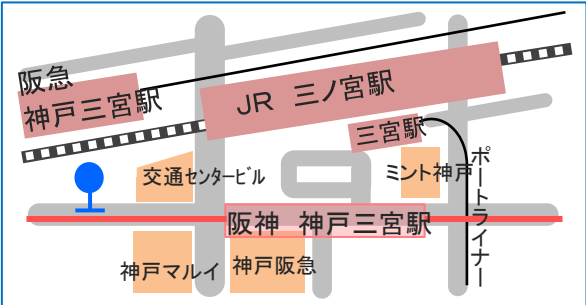 阪急
神戸三宮駅
JR 三ノ宮駅
三宮駅
交通センタービル
ミント神戸
ポートライナー
阪神 神戸三宮駅
神戸マルイ
神戸阪急